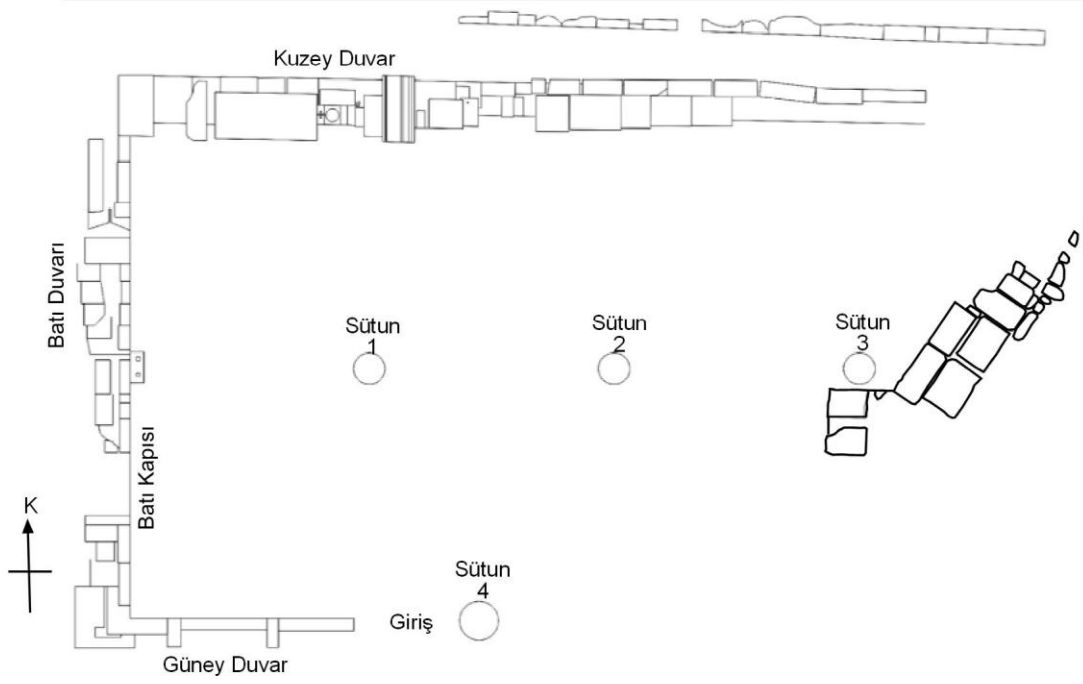 Kuzey Duvar
Batı Duvarı
Sütun
1
Sütun
2
Sütun
3
Batı Kapısı
K
Sütun
4
Giriş
Güney Duvar